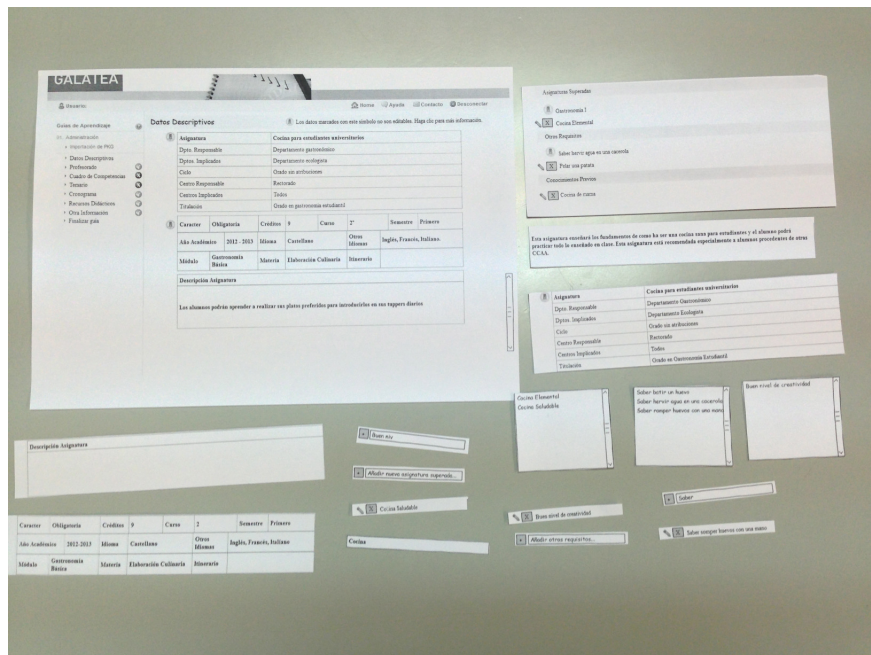 GALATEA
Usuario
Home Ayuda Contacto Desconectar
Guías de Aprendizaje
Administración
Importación de PKG
Datos Descriptivos
Profesorado
Cuadro de Competencias
Temario
Cronograma
Recursos Didácticos
Otra Información
Finalizar guía
Datos Descriptivos
Los datos marcados con este símbolo no son editables. Haga clic para más información.
Asignatura Cocina para estudiantes universitarios
Dpto. Responsable Departamento gastronómico
Dptos. Implicados Departamento ecologista
Ciclo Grado sin atribuciones
Centro Responsable Rectorado
Centros Implicados Todos
Titulación Grado en gastronomía estudiantil
Caracter Obligatoria Créditos 9 Curso 2º Semestre Primero
Año Académico 2012 - 2013 Idioma Castellano Otros Idiomas Inglés, Francés, Italiano.
Módulo Gastronomía Básica Materia Elaboración Culinaria Itinerario
Descripción Asignatura
Los alumnos podrán aprender a realizar sus platos preferidos para introducirlos en sus tappers diarios
Asignaturas Superadas
Gastronomía I
X Cocina Elemental
Otros Requisitos
Saber hervir agua en una cacerola
X Pelar una patata
Conocimientos Previos
X Cocina de cuina
Esta asignatura enseñará los fundamentos de como ha ser una cocina sana para estudiantes y el alumno podrá
practicar todo lo enseñado en clase. Esta asignatura está recomendada especialmente a alumnos procedentes de otras
CCAA.
Asignatura Cocina para estudiantes universitarios
Dpto. Responsable Departamento Gastronómico
Dptos. Implicados Departamento Ecologista
Ciclo Grado sin atribuciones
Centro Responsable Rectorado
Centros Implicados Todos
Titulación Grado en Gastronomía Estudiantil
Cocina Elemental
Cocina Saludable
Saber batir un huevo
Saber hervir agua en una cacerola
Saber romper huevos con una mano
Buen nivel de creatividad
Descripción Asignatura
Buen niv
Añadir nueva asignatura superada...
X Cocina Saludable
Cocina
X Buen nivel de creatividad
Añadir otros requisitos...
Saber
X Saber romper huevos con una mano
Caracter Obligatoria Créditos 9 Curso 2 Semestre Primero
Año Académico 2012-2013 Idioma Castellano Otros Idiomas Inglés, Francés, Italiano
Módulo Gastronomía Básica Materia Elaboración Culinaria Itinerario